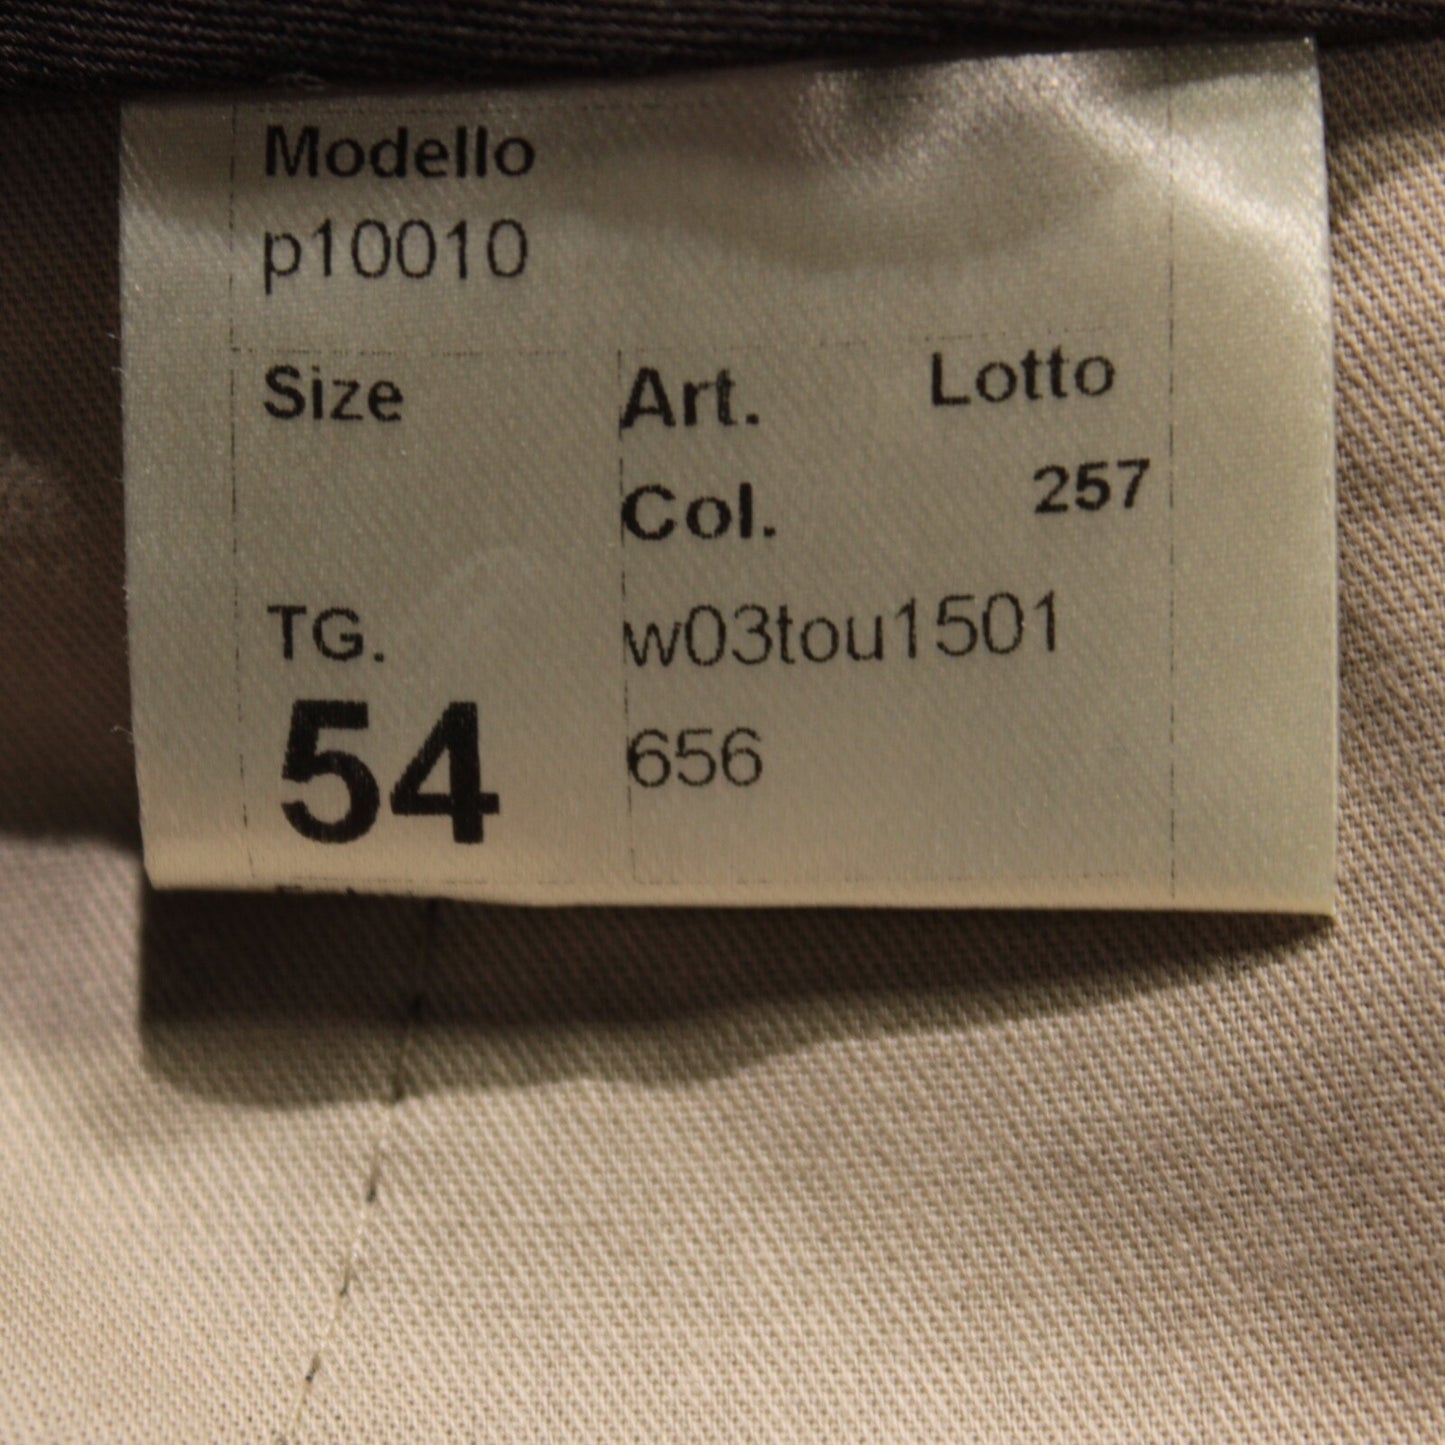 Modello
p10010
Size Art. Lotto
Col. 257
TG. w03tou1501
54 656